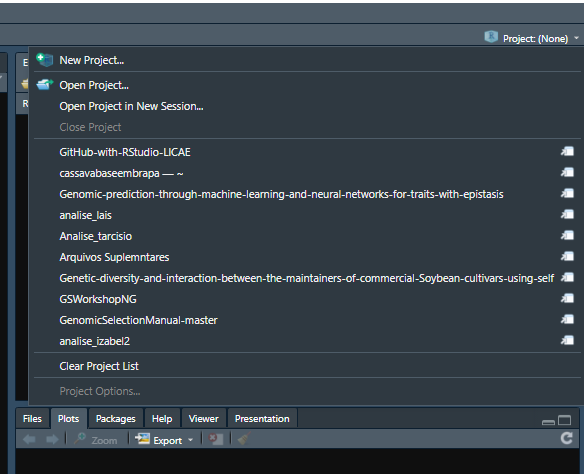 Project: (None)
E
New Project...
Open Project...
R
Open Project in New Session...
Close Project
GitHub-with-RStudio-LICAE
cassavabaseembrapa — ~
Genomic-prediction-through-machine-learning-and-neural-networks-for-traits-with-epistasis
analise_lais
Analise_tarcisio
Arquivos Suplemntares
Genetic-diversity-and-interaction-between-the-maintainers-of-commercial-Soybean-cultivars-using-self
GSWorkshopNG
GenomicSelectionManual-master
analise_izabel2
Clear Project List
Project Options...
Files Plots Packages Help Viewer Presentation
Zoom Export